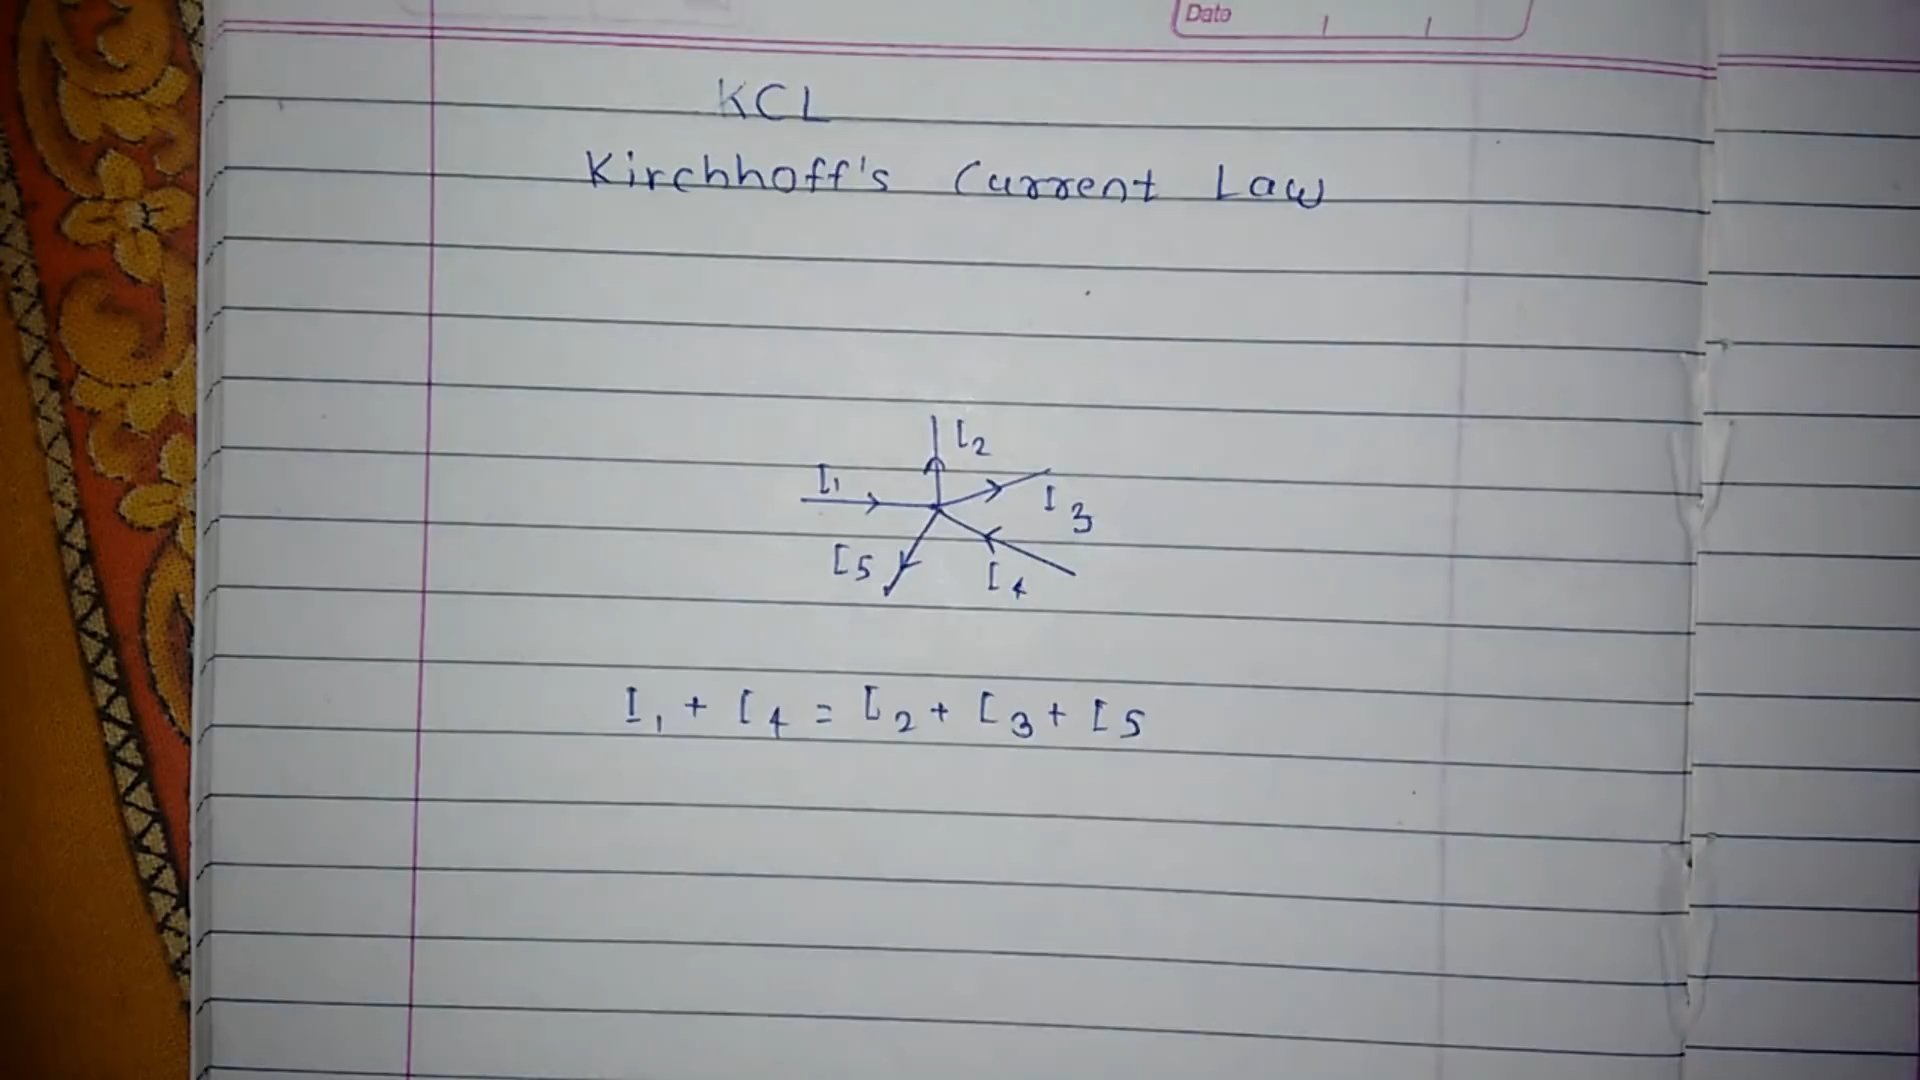 Date
KCL
Kirchhoff's Current Law
I2
I1
I3
I5
I4
I1 + I4 = I2 + I3 + I5